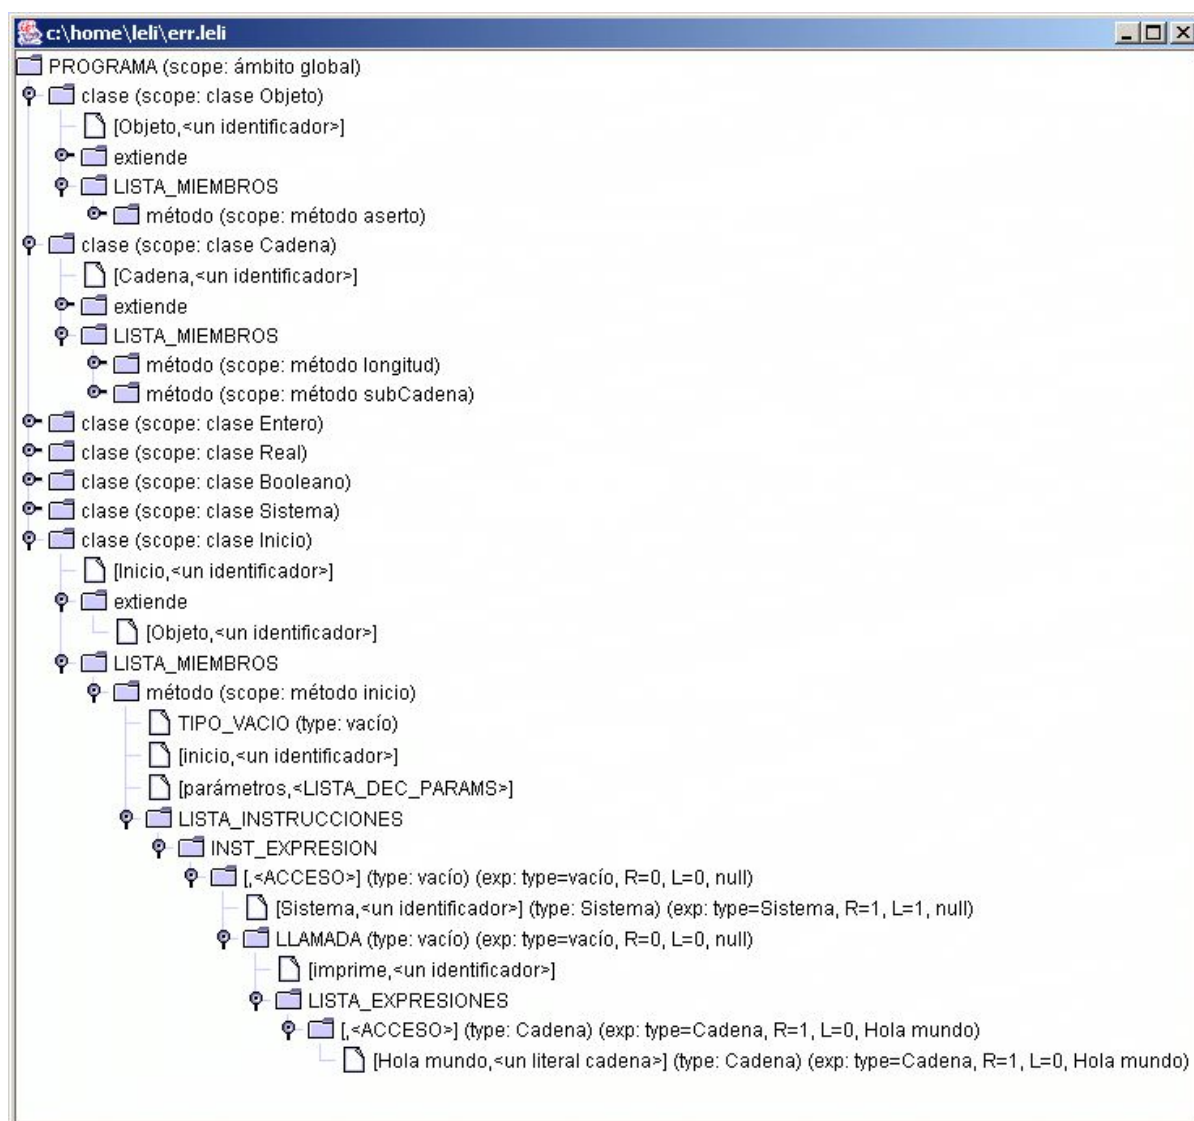 c:\home\leli\err.leli
PROGRAMA (scope: ámbito global)
clase (scope: clase Objeto)
[Objeto,<un identificador>]
extiende
LISTA_MIEMBROS
método (scope: método aserto)
clase (scope: clase Cadena)
[Cadena,<un identificador>]
extiende
LISTA_MIEMBROS
método (scope: método longitud)
método (scope: método subCadena)
clase (scope: clase Entero)
clase (scope: clase Real)
clase (scope: clase Booleano)
clase (scope: clase Sistema)
clase (scope: clase Inicio)
[Inicio,<un identificador>]
extiende
[Objeto,<un identificador>]
LISTA_MIEMBROS
método (scope: método inicio)
TIPO_VACIO (type: vacío)
[inicio,<un identificador>]
[parámetros,<LISTA_DEC_PARAMS>]
LISTA_INSTRUCCIONES
INST_EXPRESION
[,<ACCESO>] (type: vacío) (exp: type=vacío, R=0, L=0, null)
[Sistema,<un identificador>] (type: Sistema) (exp: type=Sistema, R=1, L=1, null)
LLAMADA (type: vacío) (exp: type=vacío, R=0, L=0, null)
[imprime,<un identificador>]
LISTA_EXPRESIONES
[,<ACCESO>] (type: Cadena) (exp: type=Cadena, R=1, L=0, Hola mundo)
[Hola mundo,<un literal cadena>] (type: Cadena) (exp: type=Cadena, R=1, L=0, Hola mundo)